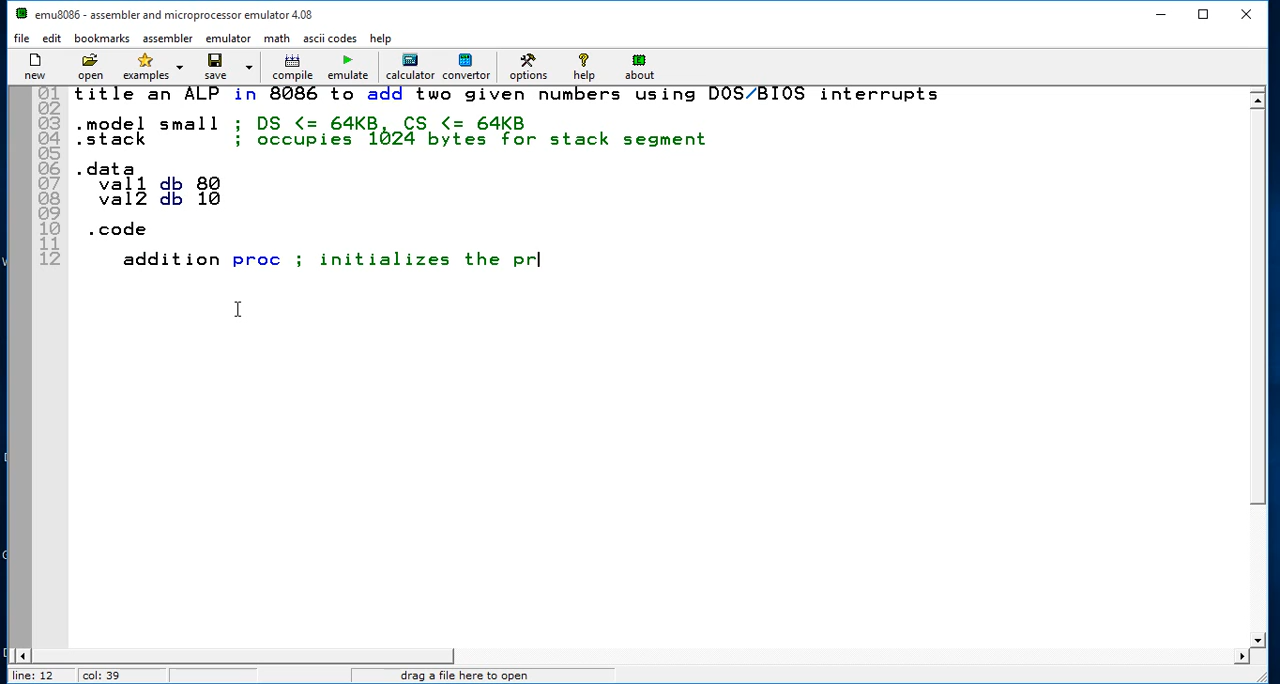 emu8086 - assembler and microprocessor emulator 4.08
file edit bookmarks assembler emulator math ascii codes help
new open examples save compile emulate calculator convertor options help about
01 title an ALP in 8086 to add two given numbers using DOS/BIOS interrupts
02
03 .model small ; DS <= 64KB, CS <= 64KB
04 .stack ; occupies 1024 bytes for stack segment
05
06 .data
07 val1 db 80
08 val2 db 10
09
10 .code
11
12 addition proc ; initializes the pr
line: 12 col: 39 drag a file here to open